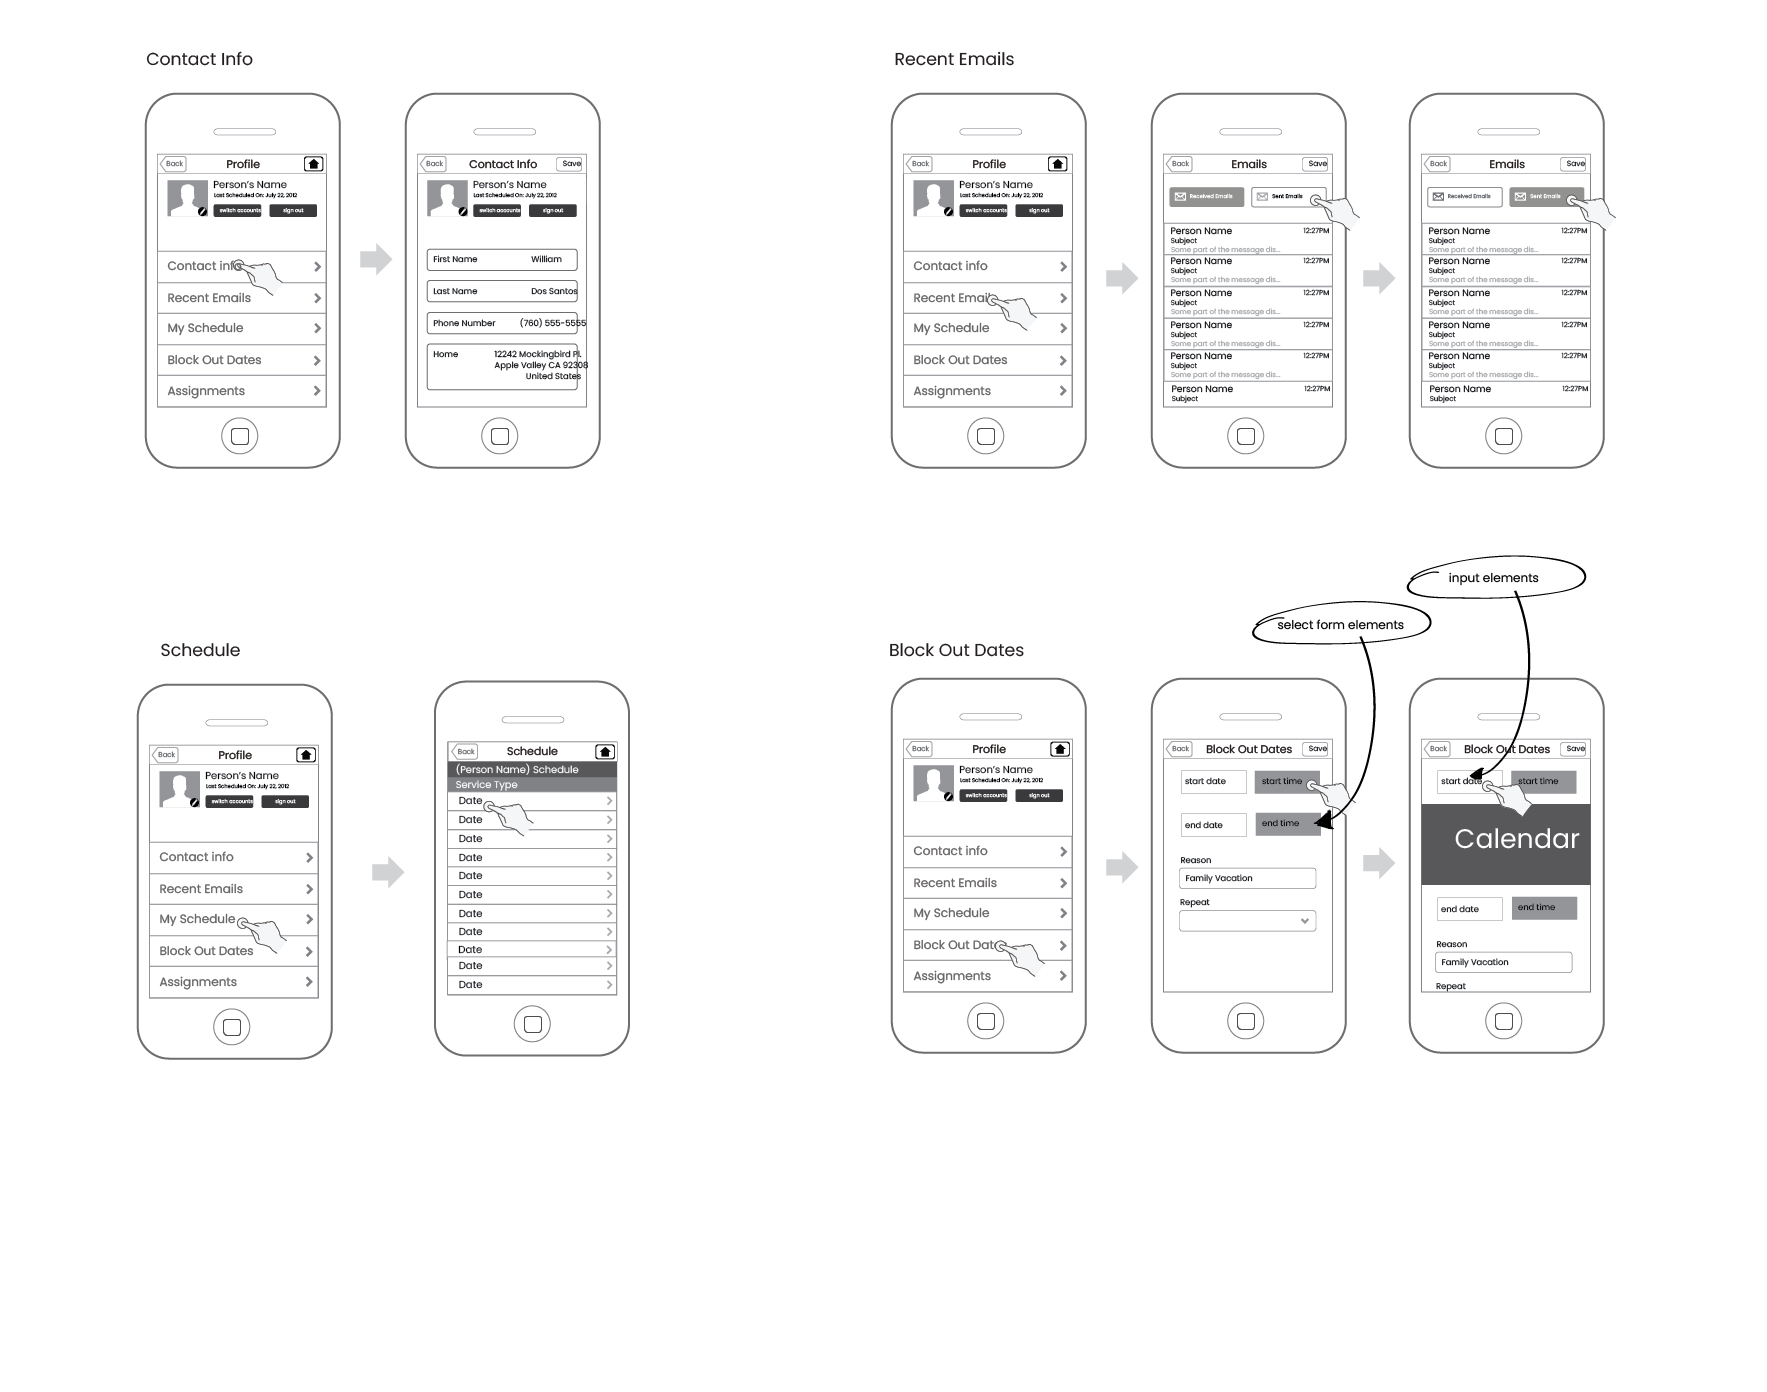 Contact Info
Back
Profile
Person's Name
Last Scheduled On: July 22, 2012
switch accounts
sign out
Contact info
Recent Emails
My Schedule
Block Out Dates
Assignments
Back
Contact Info
Save
Person's Name
Last Scheduled On: July 22, 2012
switch accounts
sign out
First Name William
Last Name Dos Santos
Phone Number (760) 555-5555
Home 12242 Mockingbird Pl.
Apple Valley CA 92308
United States
Recent Emails
Back
Profile
Person's Name
Last Scheduled On: July 22, 2012
switch accounts
sign out
Contact info
Recent Emails
My Schedule
Block Out Dates
Assignments
Back
Emails
Save
Received Emails
Sent Emails
Person Name 12:27PM
Subject
Some part of the message dis...
Person Name 12:27PM
Subject
Some part of the message dis...
Person Name 12:27PM
Subject
Some part of the message dis...
Person Name 12:27PM
Subject
Some part of the message dis...
Person Name 12:27PM
Subject
Some part of the message dis...
Person Name 12:27PM
Subject
Back
Emails
Save
Received Emails
Sent Emails
Person Name 12:27PM
Subject
Some part of the message dis...
Person Name 12:27PM
Subject
Some part of the message dis...
Person Name 12:27PM
Subject
Some part of the message dis...
Person Name 12:27PM
Subject
Some part of the message dis...
Person Name 12:27PM
Subject
Some part of the message dis...
Person Name 12:27PM
Subject
Schedule
Back
Profile
Person's Name
Last Scheduled On: July 22, 2012
switch accounts
sign out
Contact info
Recent Emails
My Schedule
Block Out Dates
Assignments
Back
Schedule
(Person Name) Schedule
Service Type
Date
Date
Date
Date
Date
Date
Date
Date
Date
Date
Date
Block Out Dates
select form elements
input elements
Back
Profile
Person's Name
Last Scheduled On: July 22, 2012
switch accounts
sign out
Contact info
Recent Emails
My Schedule
Block Out Dates
Assignments
Back
Block Out Dates
Save
start date
start time
end date
end time
Reason
Family Vacation
Repeat
Back
Block Out Dates
Save
start date
start time
Calendar
end date
end time
Reason
Family Vacation
Repeat